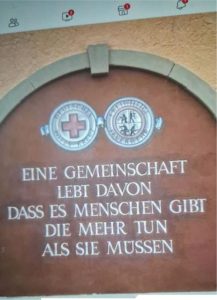 EINE GEMEINSCHAFT
LEBT DAVON
DASS ES MENSCHEN GIBT
DIE MEHR TUN
ALS SIE MÜSSEN